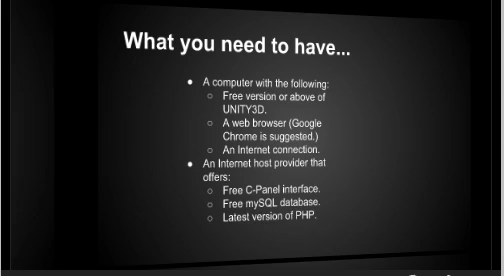 What you need to have...
● A computer with the following:
○ Free version or above of
UNITY3D.
○ A web browser (Google
Chrome is suggested.)
○ An Internet connection.
● An Internet host provider that
offers:
○ Free C-Panel interface.
○ Free mySQL database.
○ Latest version of PHP.